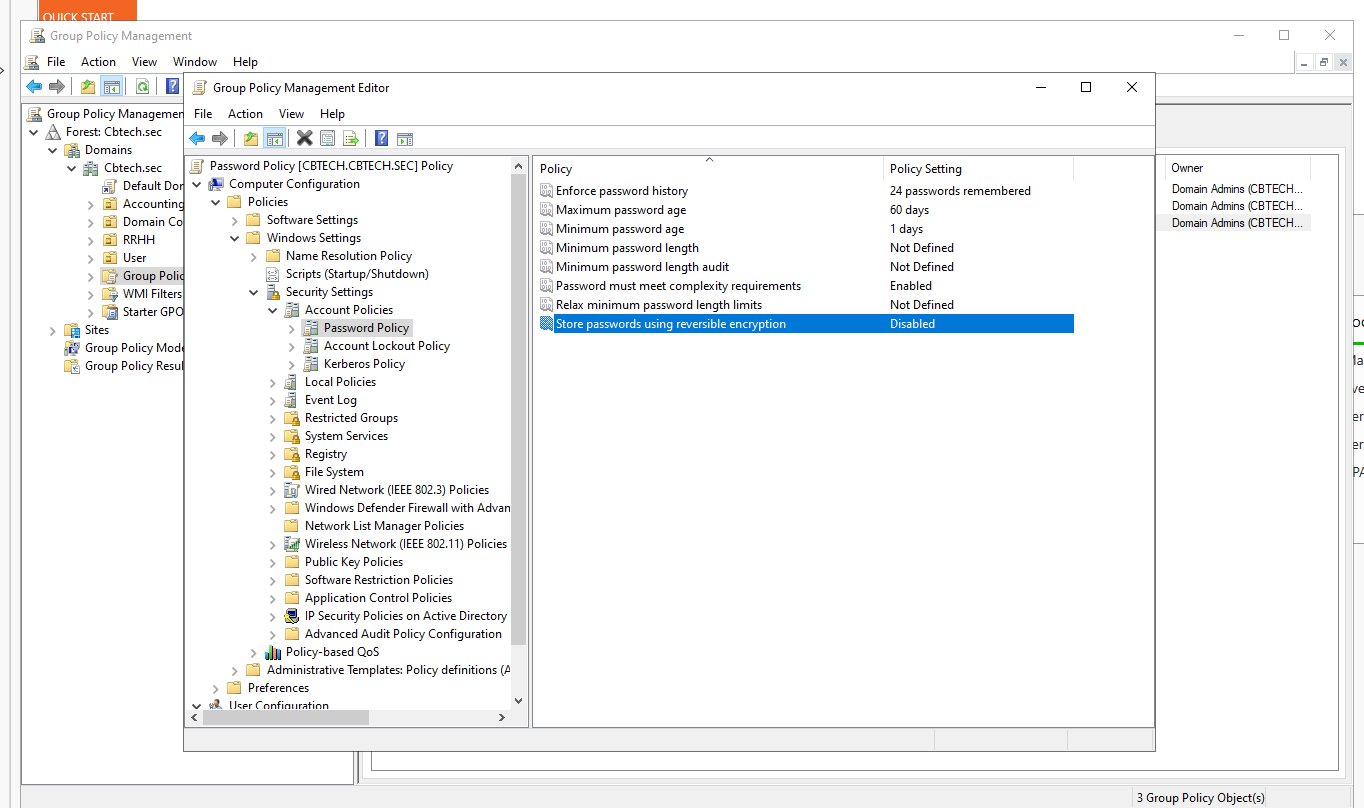 QUICK START
Group Policy Management
File Action View Window Help
Group Policy Management
Forest: Cbtech.sec
Domains
Cbtech.sec
Default Dor
Accounting
Domain Co
RRHH
User
Group Polic
WMI Filters
Starter GPO
Sites
Group Policy Mode
Group Policy Resul
Group Policy Management Editor
File Action View Help
Password Policy [CBTECH.CBTECH.SEC] Policy
Computer Configuration
Policies
Software Settings
Windows Settings
Name Resolution Policy
Scripts (Startup/Shutdown)
Security Settings
Account Policies
Password Policy
Account Lockout Policy
Kerberos Policy
Local Policies
Event Log
Restricted Groups
System Services
Registry
File System
Wired Network (IEEE 802.3) Policies
Windows Defender Firewall with Advan
Network List Manager Policies
Wireless Network (IEEE 802.11) Policies
Public Key Policies
Software Restriction Policies
Application Control Policies
IP Security Policies on Active Directory
Advanced Audit Policy Configuration
Policy-based QoS
Administrative Templates: Policy definitions (A
Preferences
User Configuration
Policy Policy Setting
Enforce password history 24 passwords remembered
Maximum password age 60 days
Minimum password age 1 days
Minimum password length Not Defined
Minimum password length audit Not Defined
Password must meet complexity requirements Enabled
Relax minimum password length limits Not Defined
Store passwords using reversible encryption Disabled
Owner
Domain Admins (CBTECH...
Domain Admins (CBTECH...
Domain Admins (CBTECH...
3 Group Policy Object(s)